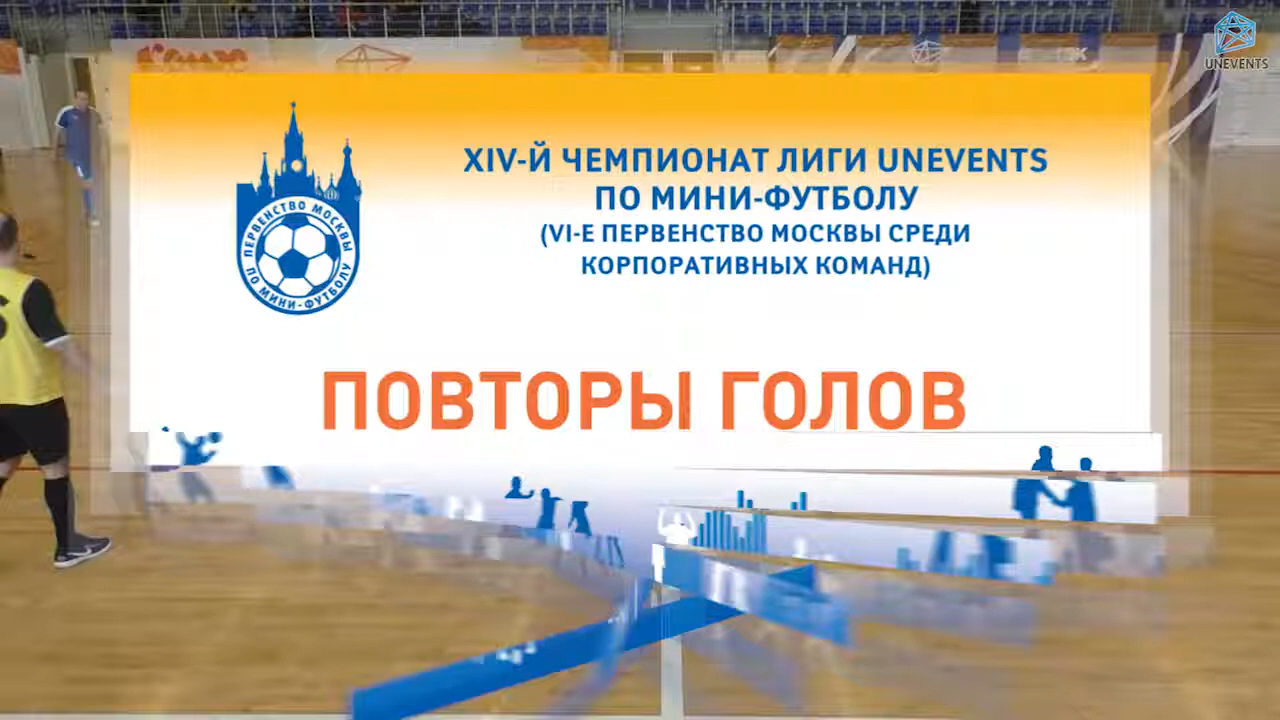 UNEVENTS
XIV-Й ЧЕМПИОНАТ ЛИГИ UNEVENTS
ПО МИНИ-ФУТБОЛУ
(VI-Е ПЕРВЕНСТВО МОСКВЫ СРЕДИ
КОРПОРАТИВНЫХ КОМАНД)
ПЕРВЕНСТВО МОСКВЫ
ПО МИНИ-ФУТБОЛУ
ПОВТОРЫ ГОЛОВ